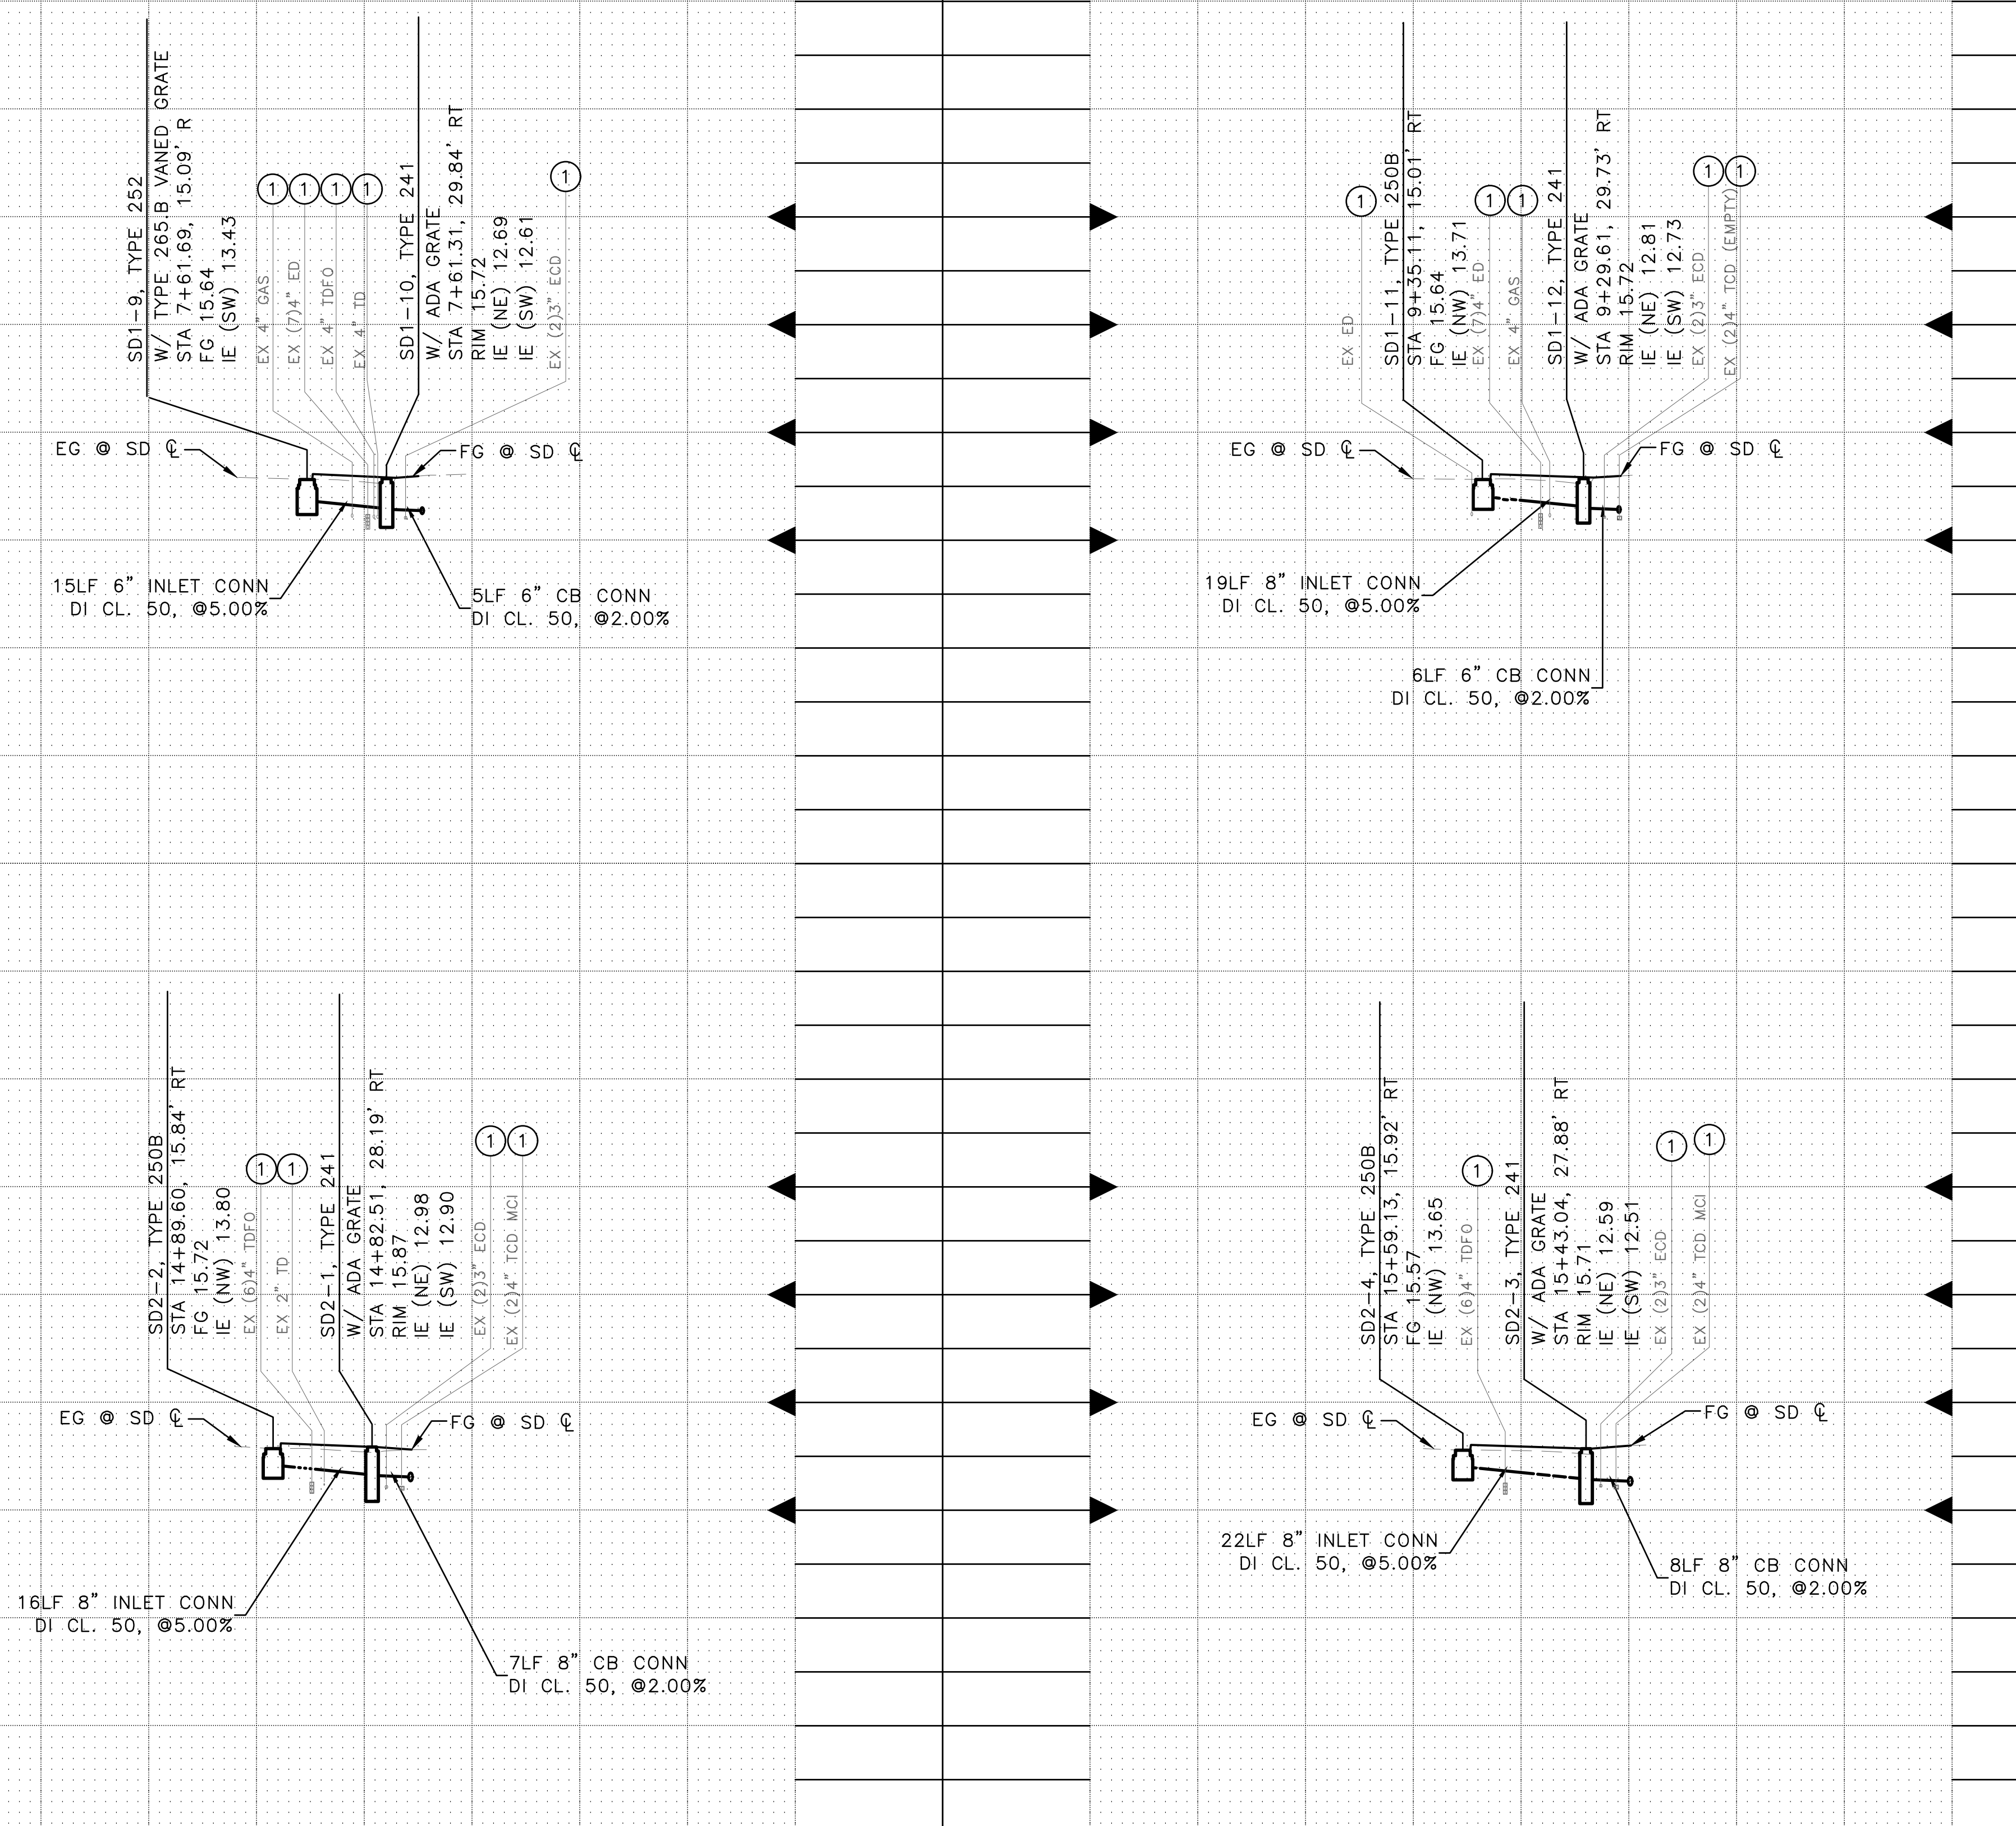 SD1-9, TYPE 252
W/ TYPE 265.B VANED GRATE
STA 7+61.69, 15.09' R
FG 15.64
IE (SW) 13.43
1
1
1
1
1
EX 4" GAS
EX (7)4" ED
EX 4" TDFO
EX 4" TD
SD1-10, TYPE 241
W/ ADA GRATE
STA 7+61.31, 29.84' RT
RIM 15.72
IE (NE) 12.69
IE (SW) 12.61
EX (2)3" ECD
EG @ SD ℄
FG @ SD ℄
15LF 6" INLET CONN
DI CL. 50, @5.00%
5LF 6" CB CONN
DI CL. 50, @2.00%
1
EX ED
SD1-11, TYPE 250B
STA 9+35.11, 15.01' RT
FG 15.64
IE (NW) 13.71
1
1
EX (7)4" ED
EX 4" GAS
SD1-12, TYPE 241
W/ ADA GRATE
STA 9+29.61, 29.73' RT
RIM 15.72
IE (NE) 12.81
IE (SW) 12.73
1
1
EX (2)3" ECD
EX (2)4" TCD (EMPTY)
EG @ SD ℄
FG @ SD ℄
19LF 8" INLET CONN
DI CL. 50, @5.00%
6LF 6" CB CONN
DI CL. 50, @2.00%
SD2-2, TYPE 250B
STA 14+89.60, 15.84' RT
FG 15.72
IE (NW) 13.80
1
1
EX (6)4" TDFO
EX 2" TD
SD2-1, TYPE 241
W/ ADA GRATE
STA 14+82.51, 28.19' RT
RIM 15.87
IE (NE) 12.98
IE (SW) 12.90
1
1
EX (2)3" ECD
EX (2)4" TCD MCI
EG @ SD ℄
FG @ SD ℄
16LF 8" INLET CONN
DI CL. 50, @5.00%
7LF 8" CB CONN
DI CL. 50, @2.00%
SD2-4, TYPE 250B
STA 15+59.13, 15.92' RT
FG 15.57
IE (NW) 13.65
1
EX (6)4" TDFO
SD2-3, TYPE 241
W/ ADA GRATE
STA 15+43.04, 27.88' RT
RIM 15.71
IE (NE) 12.59
IE (SW) 12.51
1
1
EX (2)3" ECD
EX (2)4" TCD MCI
EG @ SD ℄
FG @ SD ℄
22LF 8" INLET CONN
DI CL. 50, @5.00%
8LF 8" CB CONN
DI CL. 50, @2.00%